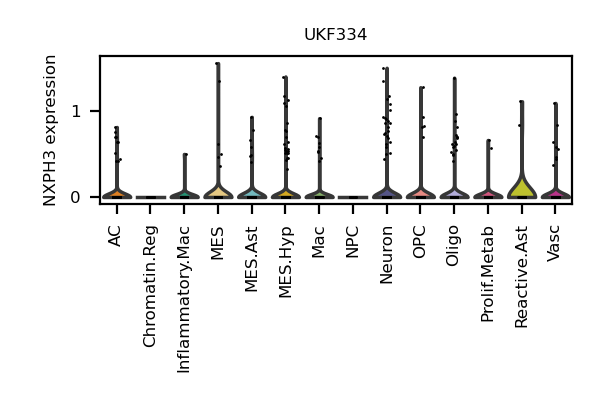 UKF334
NXPH3 expression
1
0
AC
Chromatin.Reg
Inflammatory.Mac
MES
MES.Ast
MES.Hyp
Mac
NPC
Neuron
OPC
Oligo
Prolif.Metab
Reactive.Ast
Vasc